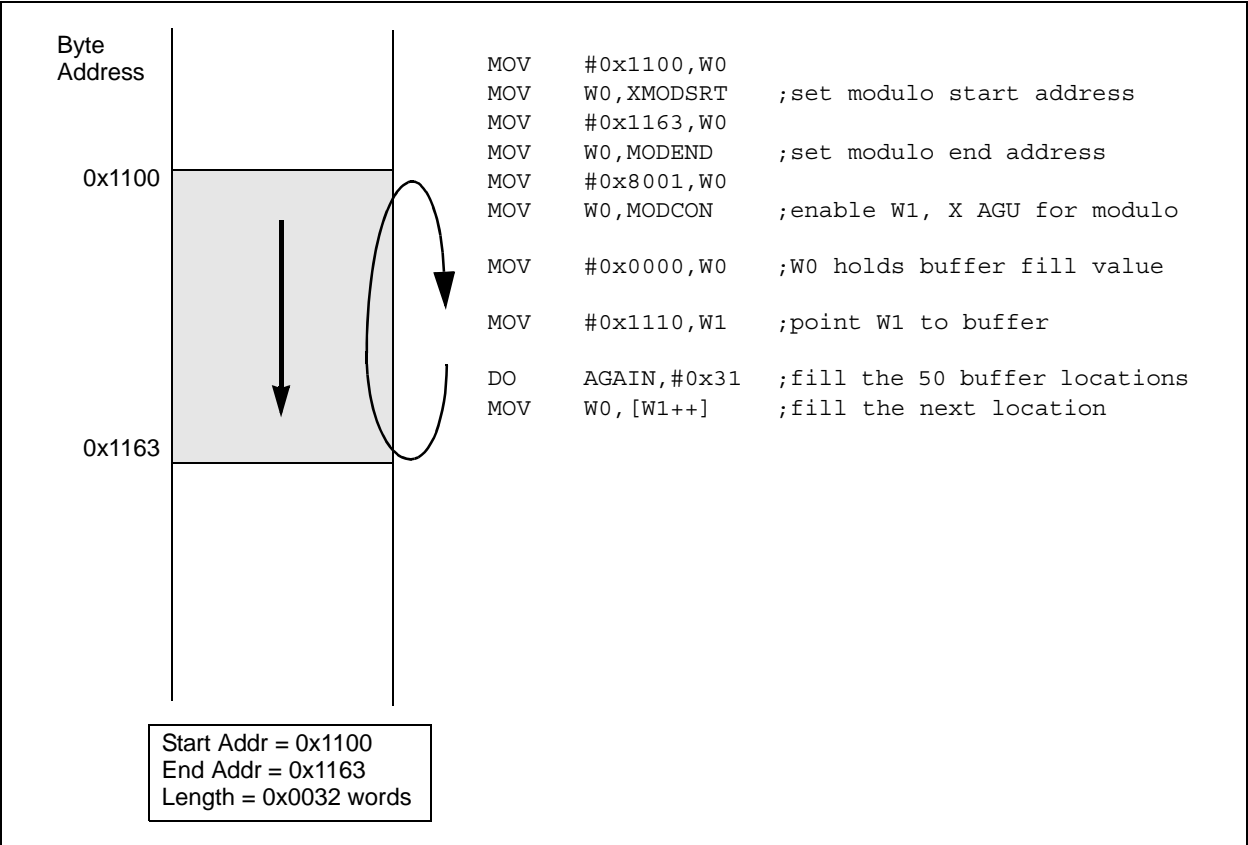 Byte
Address
0x1100
0x1163
MOV #0x1100,W0
MOV W0,XMODSRT ;set modulo start address
MOV #0x1163,W0
MOV W0,MODEND ;set modulo end address
MOV #0x8001,W0
MOV W0,MODCON ;enable W1, X AGU for modulo
MOV #0x0000,W0 ;W0 holds buffer fill value
MOV #0x1110,W1 ;point W1 to buffer
DO AGAIN,#0x31 ;fill the 50 buffer locations
MOV W0,[W1++] ;fill the next location
Start Addr = 0x1100
End Addr = 0x1163
Length = 0x0032 words